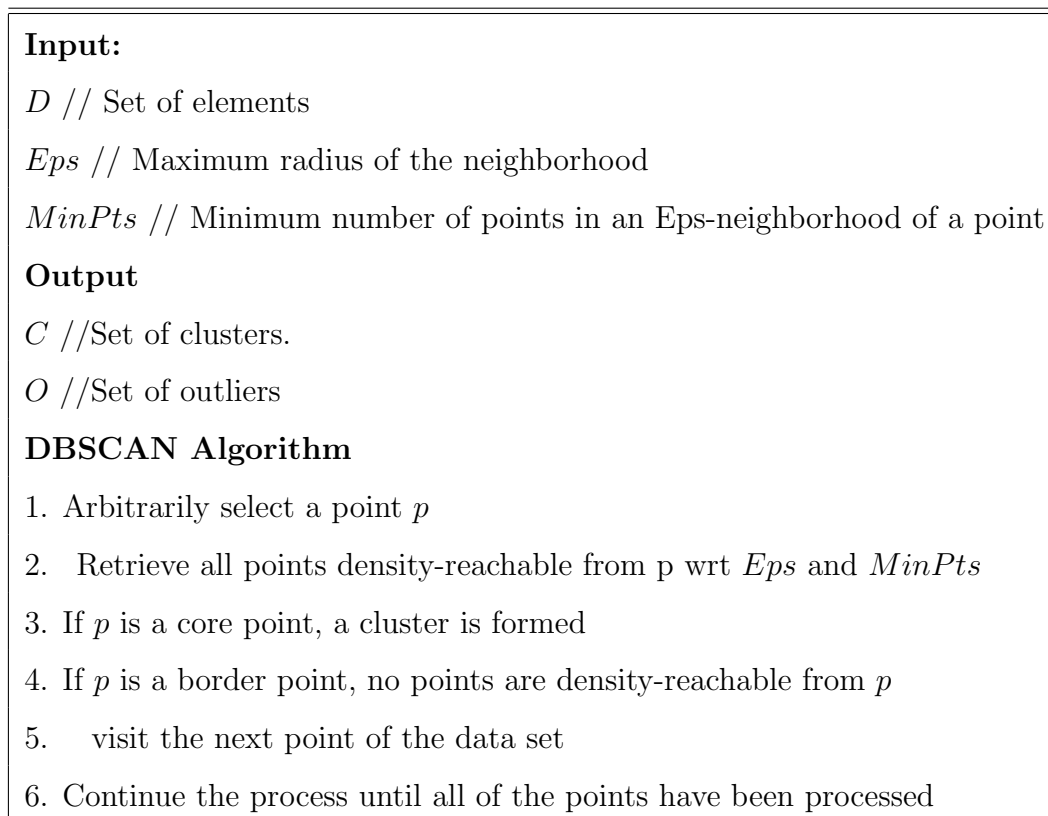 Input:
D // Set of elements
Eps // Maximum radius of the neighborhood
MinPts // Minimum number of points in an Eps-neighborhood of a point
Output
C //Set of clusters.
O //Set of outliers
DBSCAN Algorithm
1. Arbitrarily select a point p
2. Retrieve all points density-reachable from p wrt Eps and MinPts
3. If p is a core point, a cluster is formed
4. If p is a border point, no points are density-reachable from p
5. visit the next point of the data set
6. Continue the process until all of the points have been processed